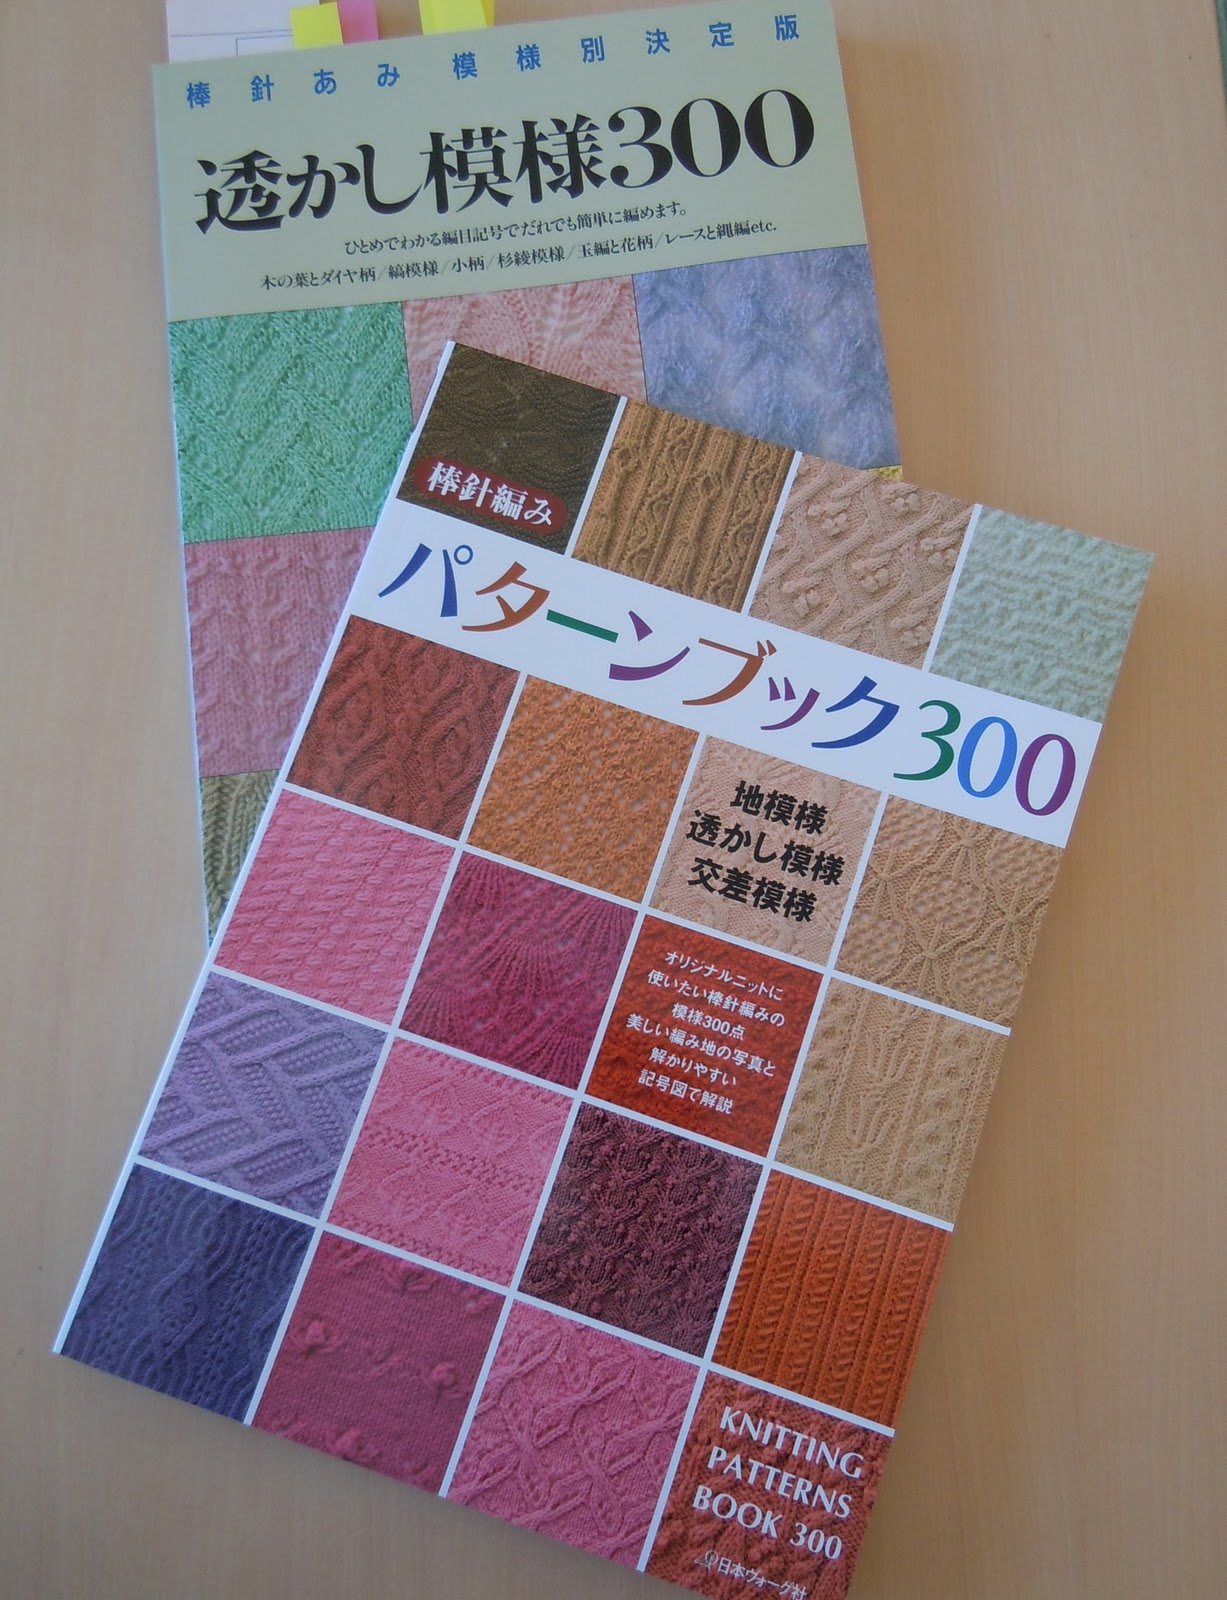 棒針あみ模様別決定版
透かし模様300
ひとめでわかる編目記号でだれでも簡単に編めます。
木の葉とダイヤ柄/縞模様/小柄/杉綾模様/玉編と花柄/レースと縄編etc.
棒針編み
パターンブック300
地模様
透かし模様
交差模様
オリジナルニットに
使いたい棒針編みの
模様300点
美しい編み地の写真と
解かりやすい
記号図で解説
KNITTING
PATTERNS
BOOK 300
日本ヴォーグ社